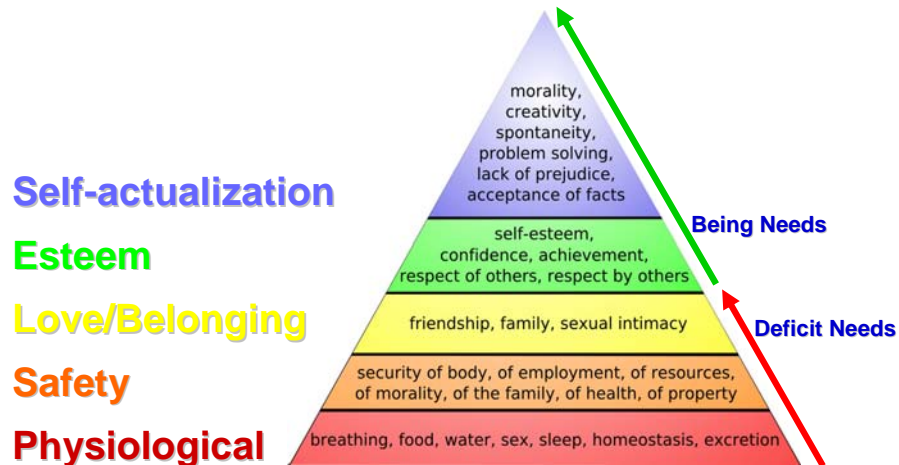 morality,
creativity,
spontaneity,
problem solving,
lack of prejudice,
acceptance of facts
Self-actualization
Being Needs
self-esteem,
confidence, achievement,
respect of others, respect by others
Esteem
Love/Belonging
friendship, family, sexual intimacy
Deficit Needs
Safety
security of body, of employment, of resources,
of morality, of the family, of health, of property
Physiological
breathing, food, water, sex, sleep, homeostasis, excretion